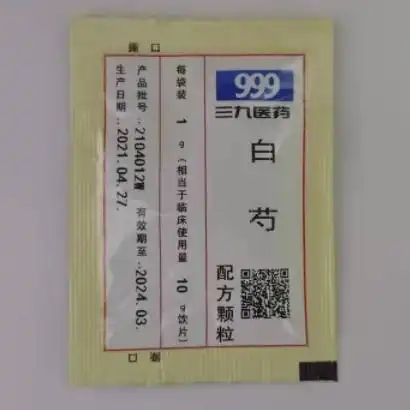 撕 口
999
三九医药
白芍
配方颗粒
每袋装 1 g（相当于临床使用量 10 g饮片）
产品批号：2104012W 有效期至：2024.03.
生产日期：2021.04.27.
撕 口